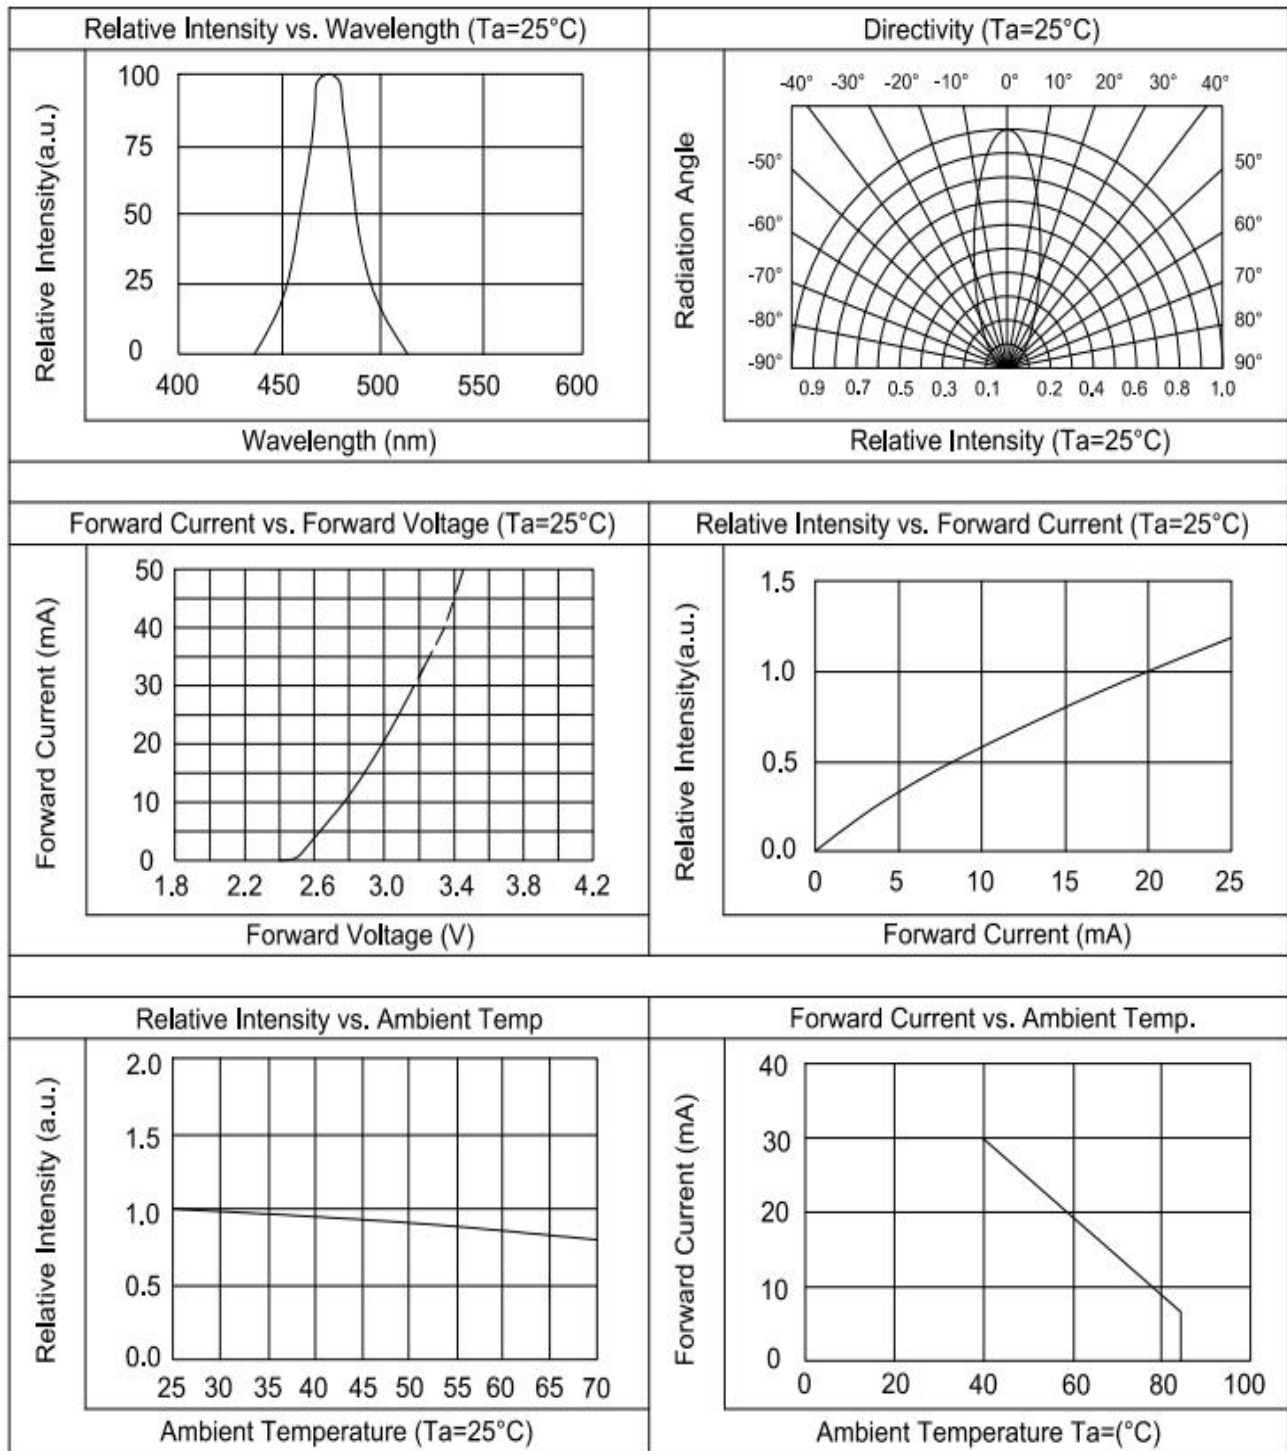 Relative Intensity vs. Wavelength (Ta=25°C)
Relative Intensity(a.u.)
100
75
50
25
0
400 450 500 550 600
Wavelength (nm)
Directivity (Ta=25°C)
Radiation Angle
-40° -30° -20° -10° 0° 10° 20° 30° 40°
-50° 50°
-60° 60°
-70° 70°
-80° 80°
-90° 90°
0.9 0.7 0.5 0.3 0.1 0.2 0.4 0.6 0.8 1.0
Relative Intensity (Ta=25°C)
Forward Current vs. Forward Voltage (Ta=25°C)
Forward Current (mA)
50
40
30
20
10
0
1.8 2.2 2.6 3.0 3.4 3.8 4.2
Forward Voltage (V)
Relative Intensity vs. Forward Current (Ta=25°C)
Relative Intensity(a.u.)
1.5
1.0
0.5
0.0
0 5 10 15 20 25
Forward Current (mA)
Relative Intensity vs. Ambient Temp
Relative Intensity (a.u.)
2.0
1.5
1.0
0.5
0.0
25 30 35 40 45 50 55 60 65 70
Ambient Temperature (Ta=25°C)
Forward Current vs. Ambient Temp.
Forward Current (mA)
40
30
20
10
0
0 20 40 60 80 100
Ambient Temperature Ta=(°C)